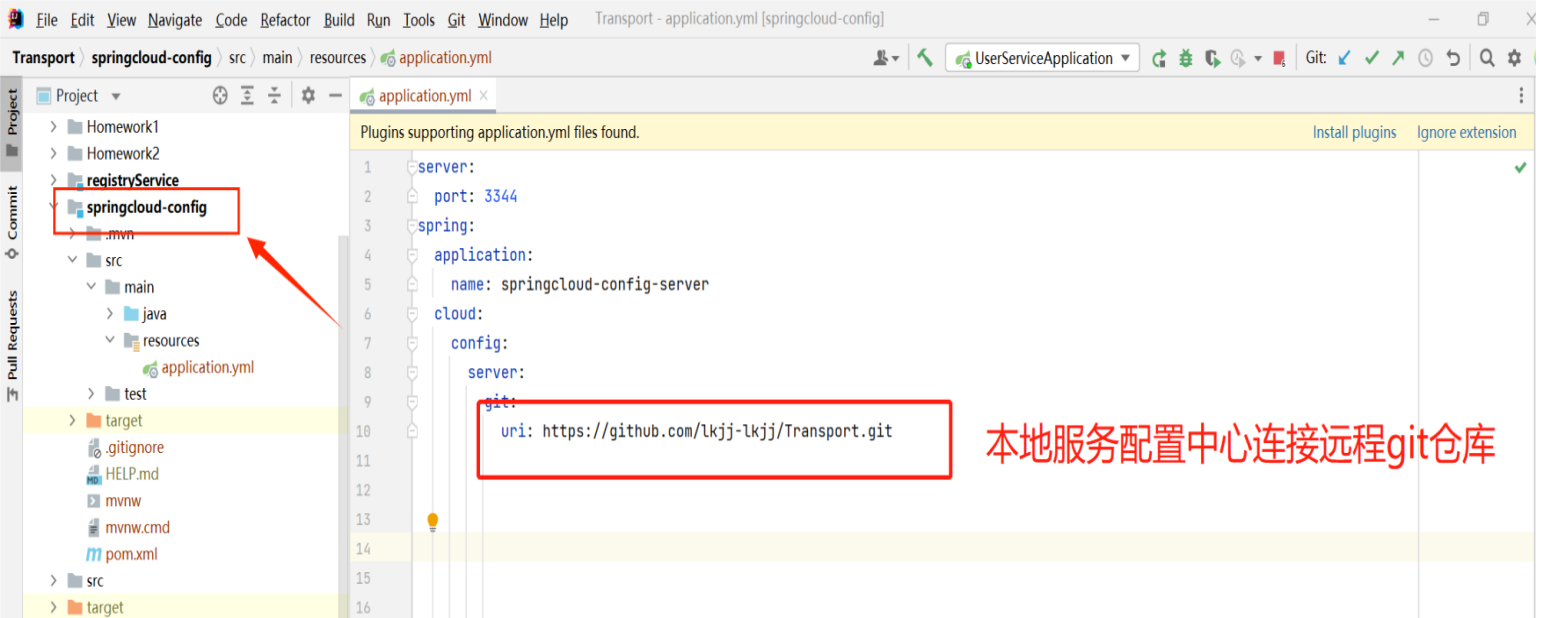 File Edit View Navigate Code Refactor Build Run Tools Git Window Help Transport - application.yml [springcloud-config]
Transport springcloud-config src main resources application.yml UserServiceApplication Git:
Project
Commit
Pull Requests
Project
Homework1
Homework2
registryService
springcloud-config
.mvn
src
main
java
resources
application.yml
test
target
.gitignore
HELP.md
mvnw
mvnw.cmd
pom.xml
src
target
application.yml
Plugins supporting application.yml files found. Install plugins Ignore extension
1 server:
2 port: 3344
3 spring:
4 application:
5 name: springcloud-config-server
6 cloud:
7 config:
8 server:
9 git:
10 uri: https://github.com/lkjj-lkjj/Transport.git
11
12
13
14
15
16
本地服务配置中心连接远程git仓库